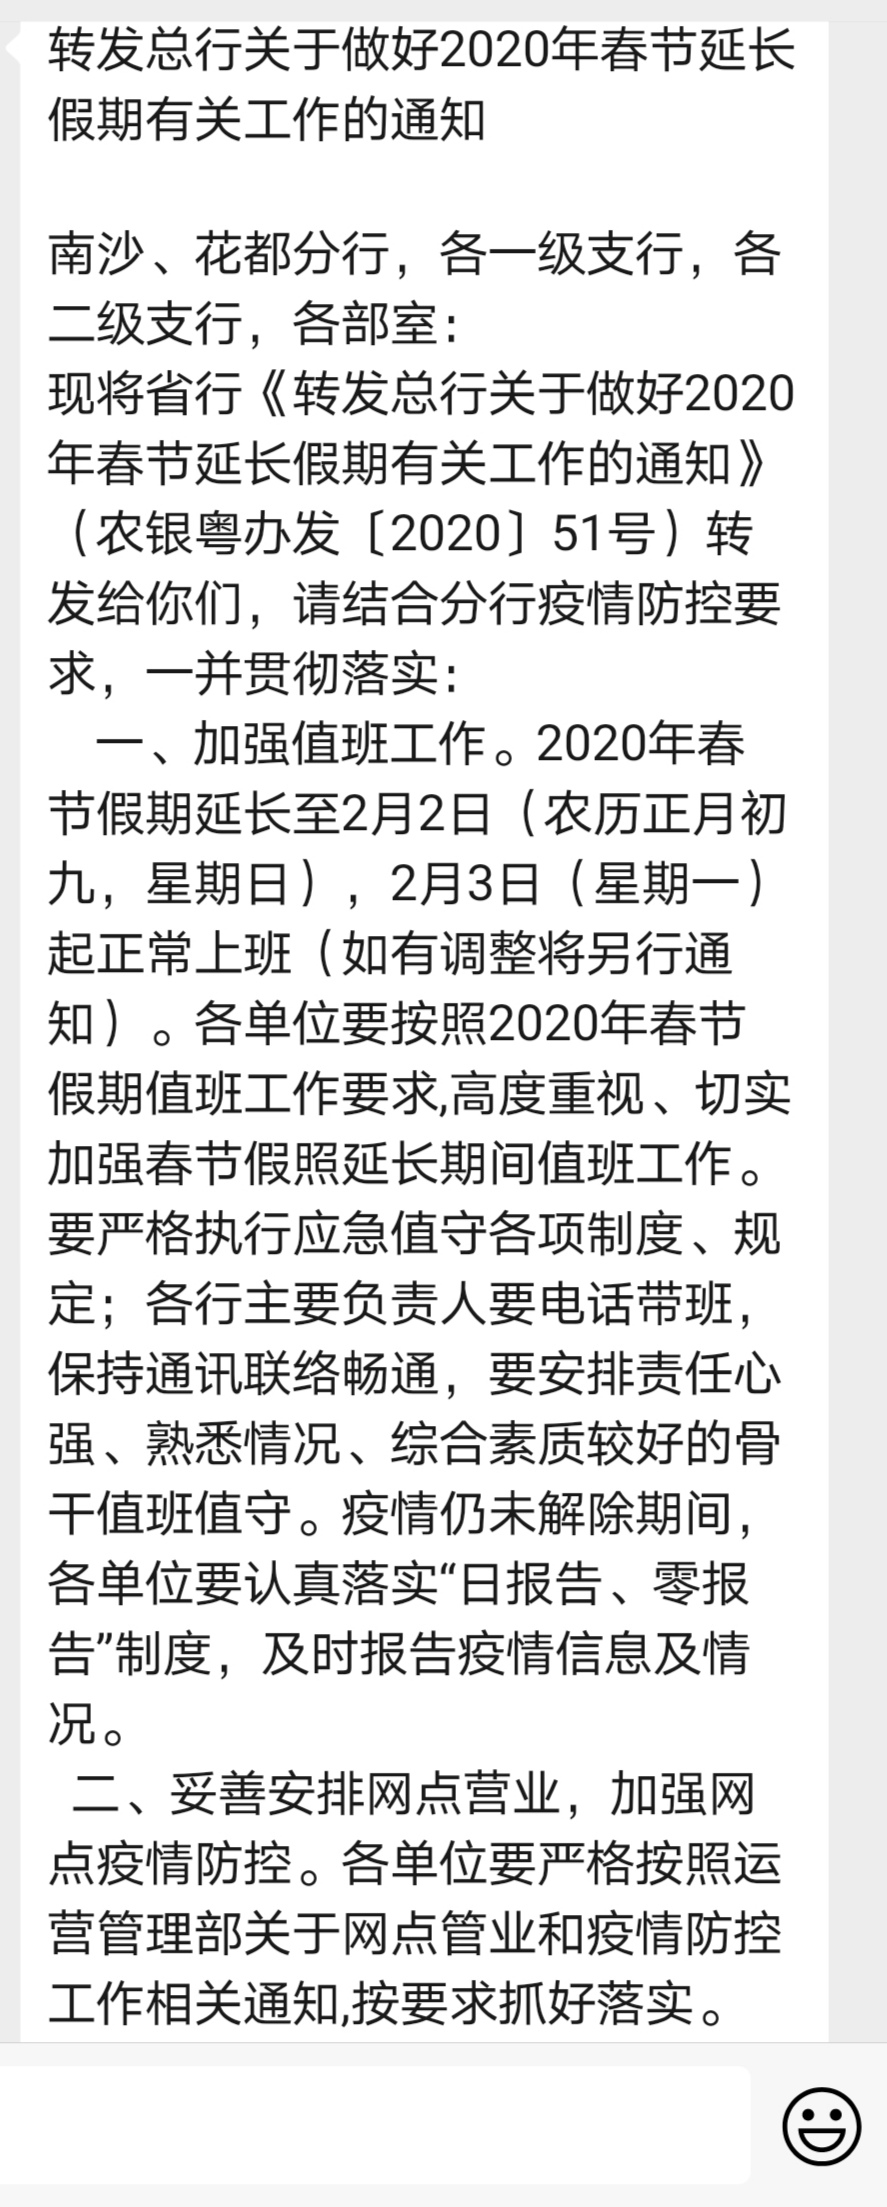 转发总行关于做好2020年春节延长
假期有关工作的通知
南沙、花都分行，各一级支行，各
二级支行，各部室：
现将省行《转发总行关于做好2020
年春节延长假期有关工作的通知》
（农银粤办发〔2020〕51号）转
发给你们，请结合分行疫情防控要
求，一并贯彻落实：
一、加强值班工作。2020年春
节假期延长至2月2日（农历正月初
九，星期日），2月3日（星期一）
起正常上班（如有调整将另行通
知）。各单位要按照2020年春节
假期值班工作要求,高度重视、切实
加强春节假照延长期间值班工作。
要严格执行应急值守各项制度、规
定；各行主要负责人要电话带班，
保持通讯联络畅通，要安排责任心
强、熟悉情况、综合素质较好的骨
干值班值守。疫情仍未解除期间，
各单位要认真落实“日报告、零报
告”制度，及时报告疫情信息及情
况。
二、妥善安排网点营业，加强网
点疫情防控。各单位要严格按照运
营管理部关于网点管业和疫情防控
工作相关通知,按要求抓好落实。